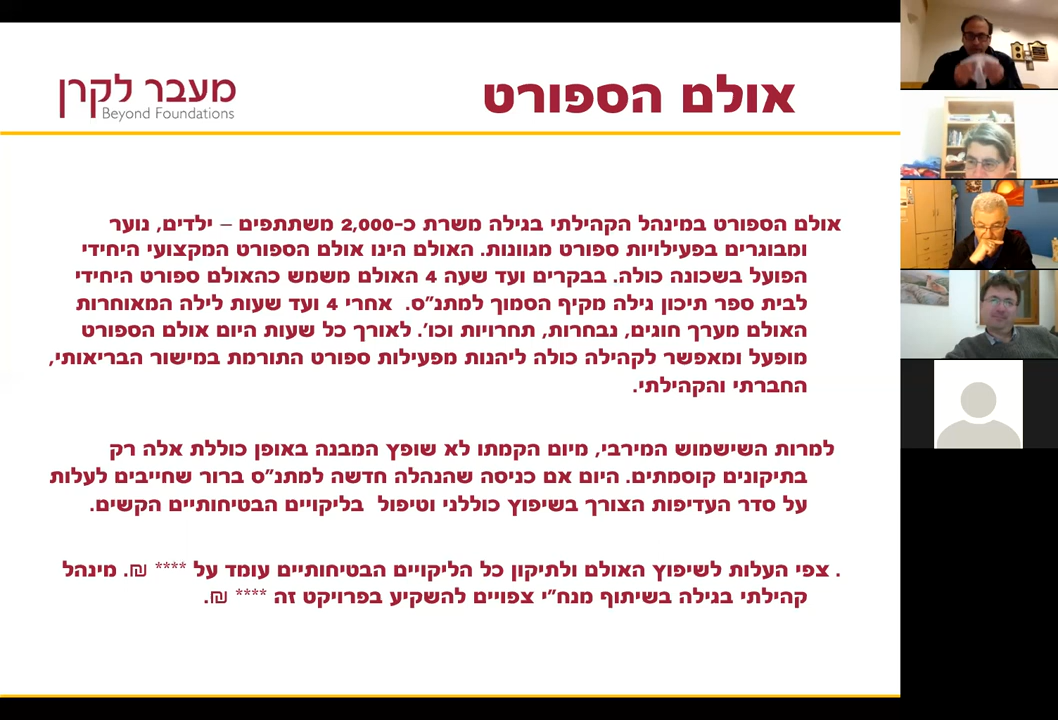 אולם הספורט
מעבר לקרן
Beyond Foundations
אולם הספורט במינהל הקהילתי בגילה משרת כ-2,000 משתתפים – ילדים, נוער
ומבוגרים בפעילויות ספורט מגוונות. האולם הינו אולם הספורט המקצועי היחידי
הפועל בשכונה כולה. בבקרים ועד שעה 4 האולם משמש כהאולם ספורט היחידי
לבית ספר תיכון גילה מקיף הסמוך למתנ"ס. אחרי 4 ועד שעות לילה המאוחרות
האולם מערך חוגים, נבחרות, תחרויות וכו'. לאורך כל שעות היום אולם הספורט
מופעל ומאפשר לקהילה כולה ליהנות מפעילות ספורט התורמת במישור הבריאותי,
החברתי והקהילתי.
למרות השישמוש המירבי, מיום הקמתו לא שופץ המבנה באופן כוללת אלה רק
בתיקונים קוסמתים. היום אם כניסה שהנהלה חדשה למתנ"ס ברור שחייבים לעלות
על סדר העדיפות הצורך בשיפוץ כוללני וטיפול בליקויים הבטיחותיים הקשים.
. צפי העלות לשיפוץ האולם ולתיקון כל הליקויים הבטיחותיים עומד על **** ₪. מינהל
קהילתי בגילה בשיתוף מנח"י צפויים להשקיע בפרויקט זה **** ₪.